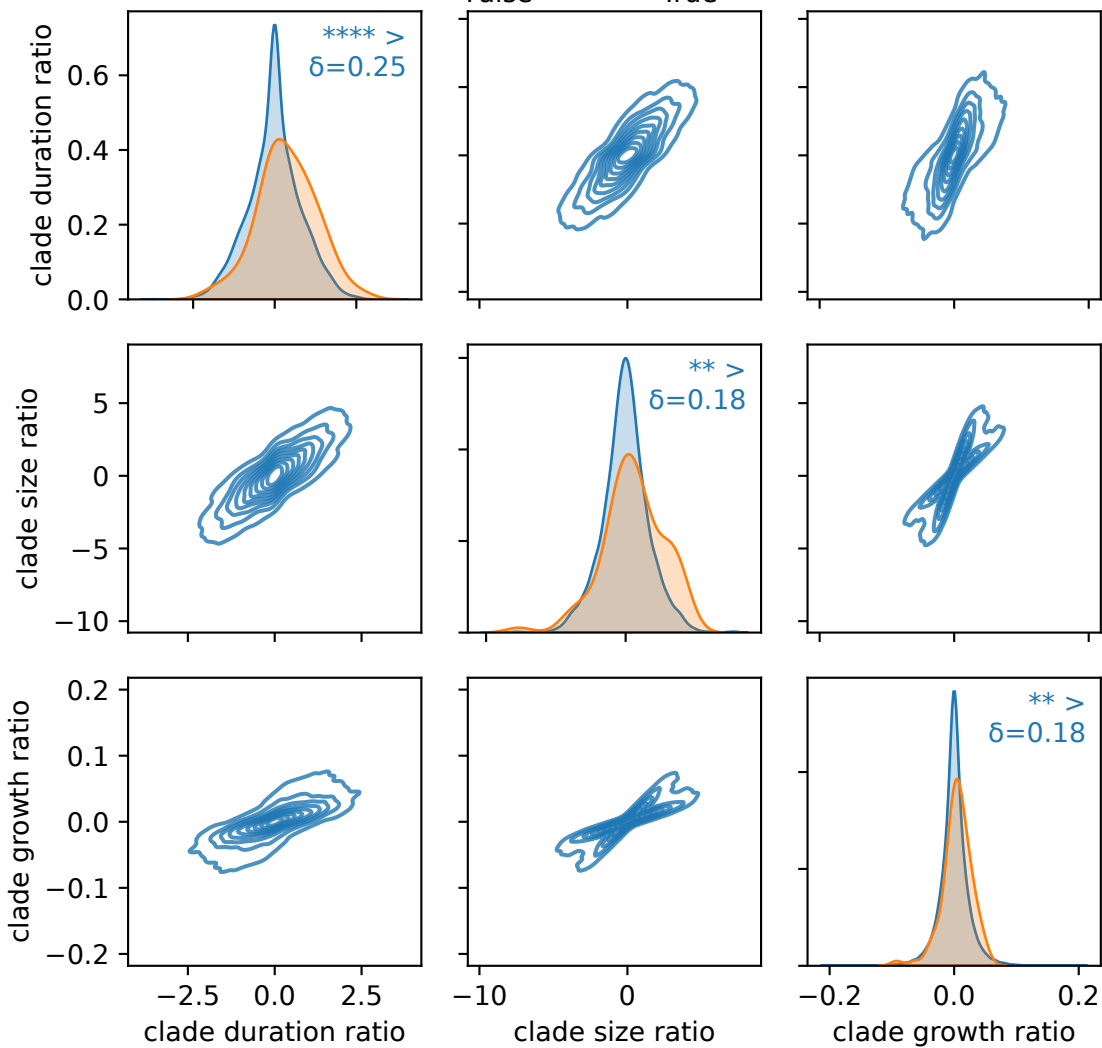 False True
clade duration ratio
0.6
0.4
0.2
0.0
**** >
δ=0.25
clade size ratio
5
0
−5
−10
** >
δ=0.18
clade growth ratio
0.2
0.1
0.0
−0.1
−0.2
** >
δ=0.18
−2.5 0.0 2.5
−10 0
−0.2 0.0 0.2
clade duration ratio
clade size ratio
clade growth ratio